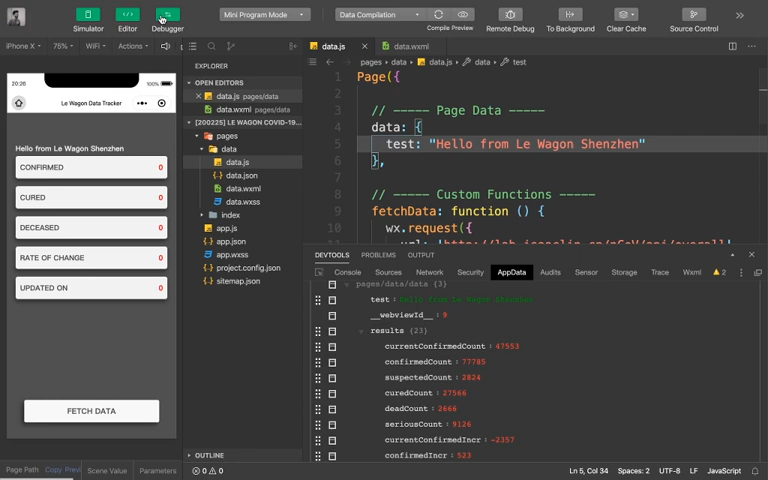 Simulator
Editor
Debugger
Mini Program Mode
Data Compilation
Compile Preview
Remote Debug
To Background
Clear Cache
Source Control
iPhone X
75%
WiFi
Actions
data.js
data.wxml
pages > data > data.js > data > test
EXPLORER
OPEN EDITORS
data.js pages/data
data.wxml pages/data
[200225] LE WAGON COVID-19...
pages
data
data.js
data.json
data.wxml
data.wxss
index
app.js
app.json
app.wxss
project.config.json
sitemap.json
OUTLINE
20:26
100%
Le Wagon Data Tracker
Hello from Le Wagon Shenzhen
CONFIRMED 0
CURED 0
DECEASED 0
RATE OF CHANGE 0
UPDATED ON 0
FETCH DATA
1 Page({
2
3 // ----- Page Data -----
4 data: {
5 test: "Hello from Le Wagon Shenzhen"
6 },
7
8 // ----- Custom Functions -----
9 fetchData: function () {
10 wx.request({
DEVTOOLS PROBLEMS OUTPUT
Console Sources Network Security AppData Audits Sensor Storage Trace Wxml 2
pages/data/data {3}
test : Hello from Le Wagon Shenzhen
__webviewId__ : 9
results {23}
currentConfirmedCount : 47553
confirmedCount : 77785
suspectedCount : 2824
curedCount : 27566
deadCount : 2666
seriousCount : 9126
currentConfirmedIncr : -2357
confirmedIncr : 523
Page Path Copy Previ
Scene Value
Parameters
0 0
Ln 5, Col 34
Spaces: 2
UTF-8
LF
JavaScript